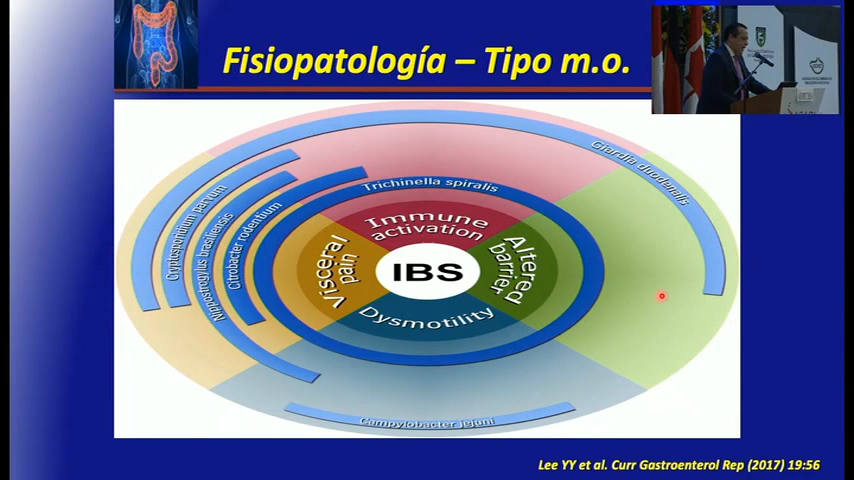 Fisiopatología – Tipo m.o.
Giardia duodenalis
Cryptosporidium parvum
Nippostrogylus brasiliensis
Citrobacter rodentium
Trichinella spiralis
Immune
activation
Visceral
pain
IBS
Altered
barrier
Dysmotility
Campylobacter jejuni
Lee YY et al. Curr Gastroenterol Rep (2017) 19:56